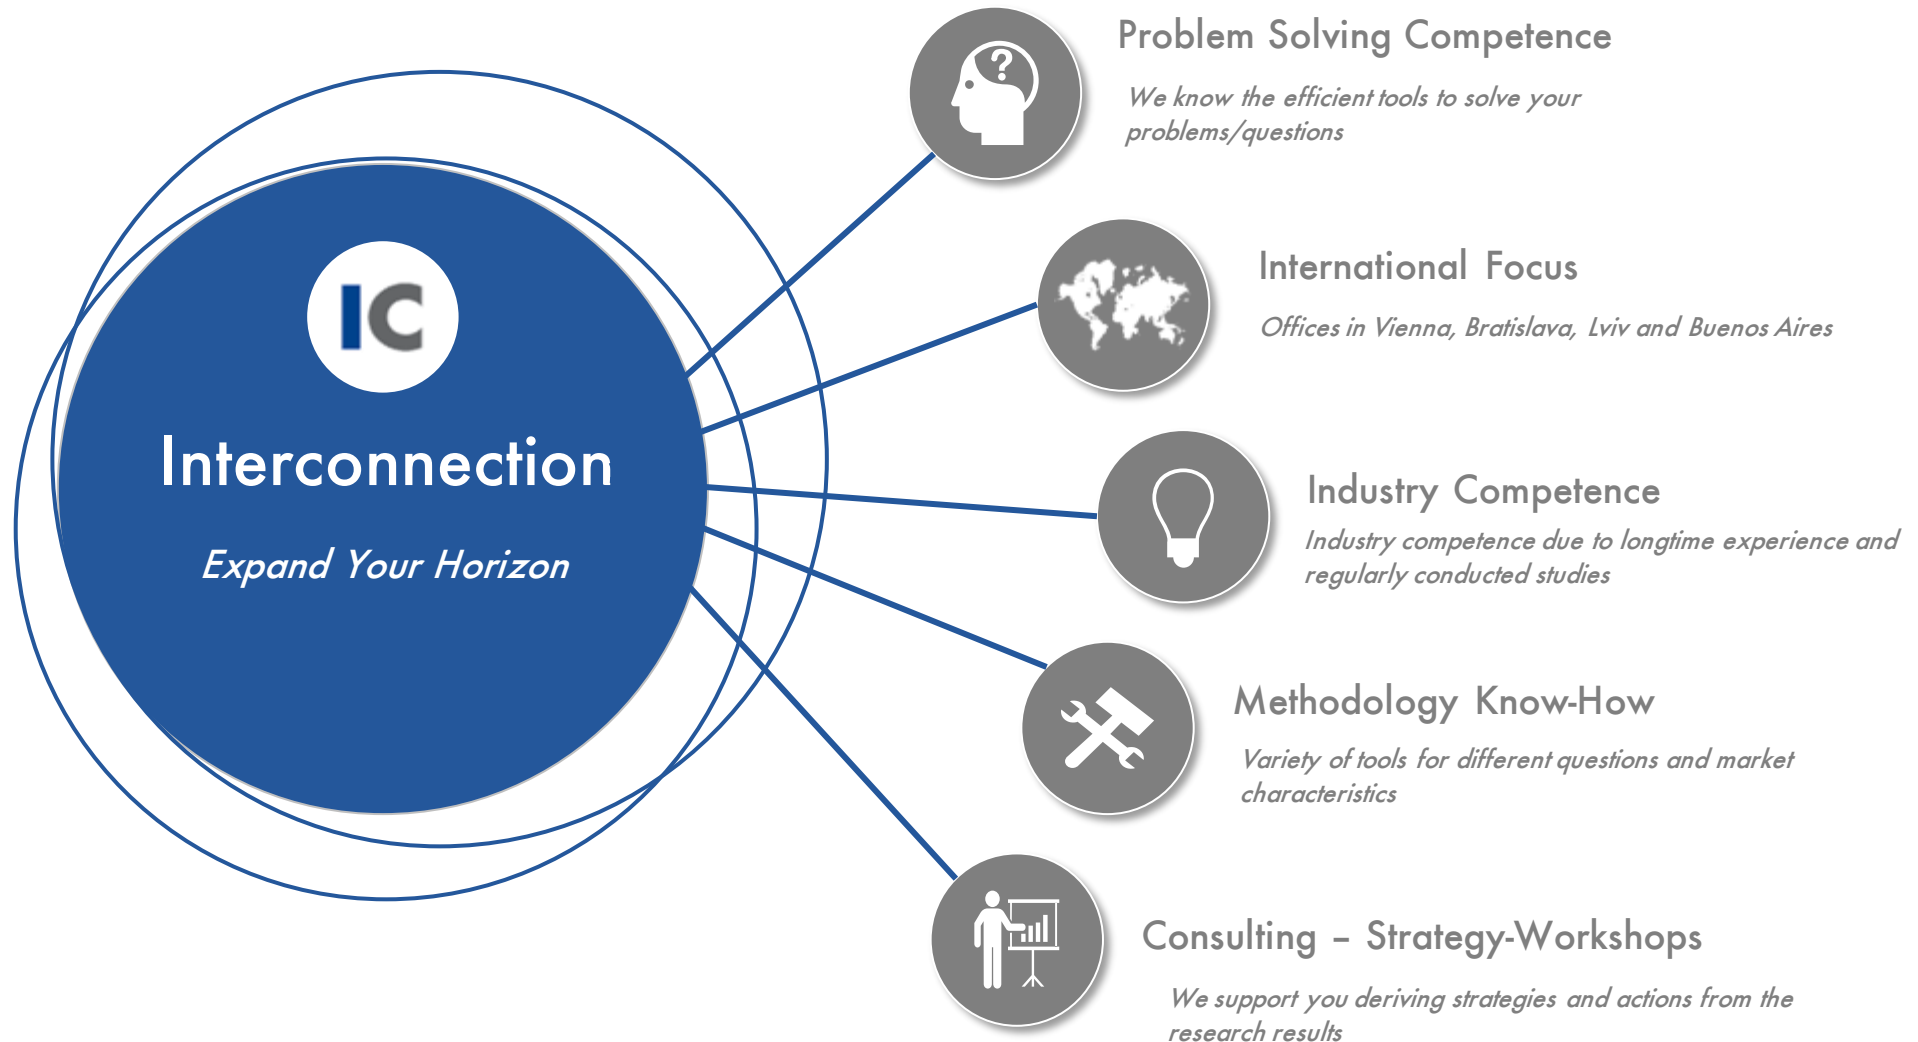 Problem Solving Competence
We know the efficient tools to solve your
problems/questions
?
International Focus
Offices in Vienna, Bratislava, Lviv and Buenos Aires
IC
Interconnection
Expand Your Horizon
Industry Competence
Industry competence due to longtime experience and
regularly conducted studies
Methodology Know-How
Variety of tools for different questions and market
characteristics
Consulting – Strategy-Workshops
We support you deriving strategies and actions from the
research results